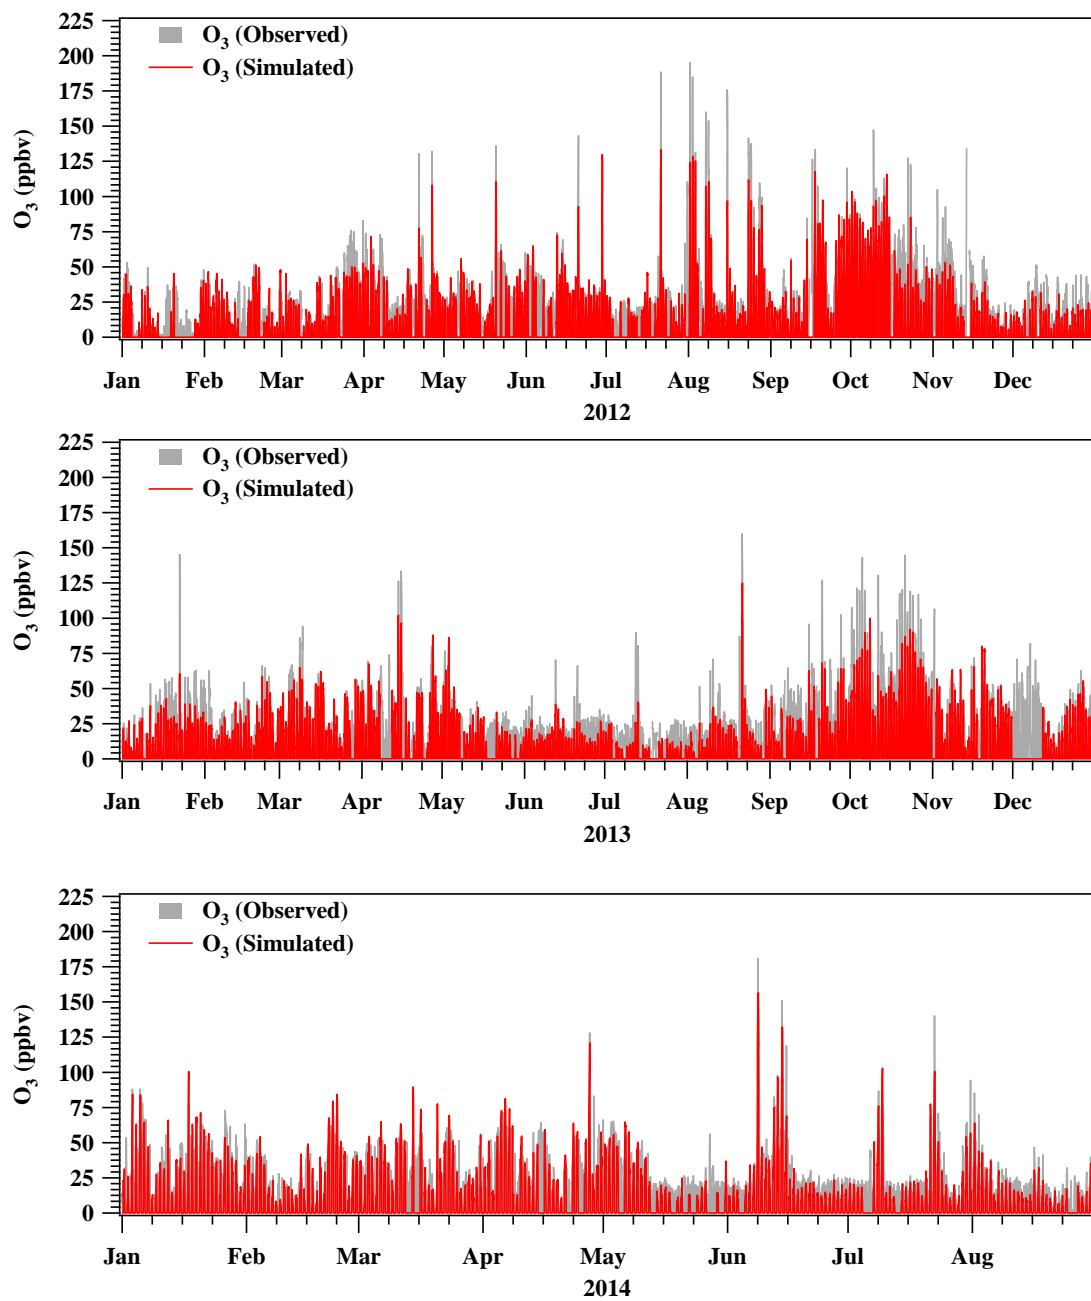 225
200
175
150
125
100
75
50
25
0
O3 (ppbv)
O3 (Observed)
O3 (Simulated)
Jan Feb Mar Apr May Jun Jul Aug Sep Oct Nov Dec
2012
225
200
175
150
125
100
75
50
25
0
O3 (ppbv)
O3 (Observed)
O3 (Simulated)
Jan Feb Mar Apr May Jun Jul Aug Sep Oct Nov Dec
2013
225
200
175
150
125
100
75
50
25
0
O3 (ppbv)
O3 (Observed)
O3 (Simulated)
Jan Feb Mar Apr May Jun Jul Aug
2014